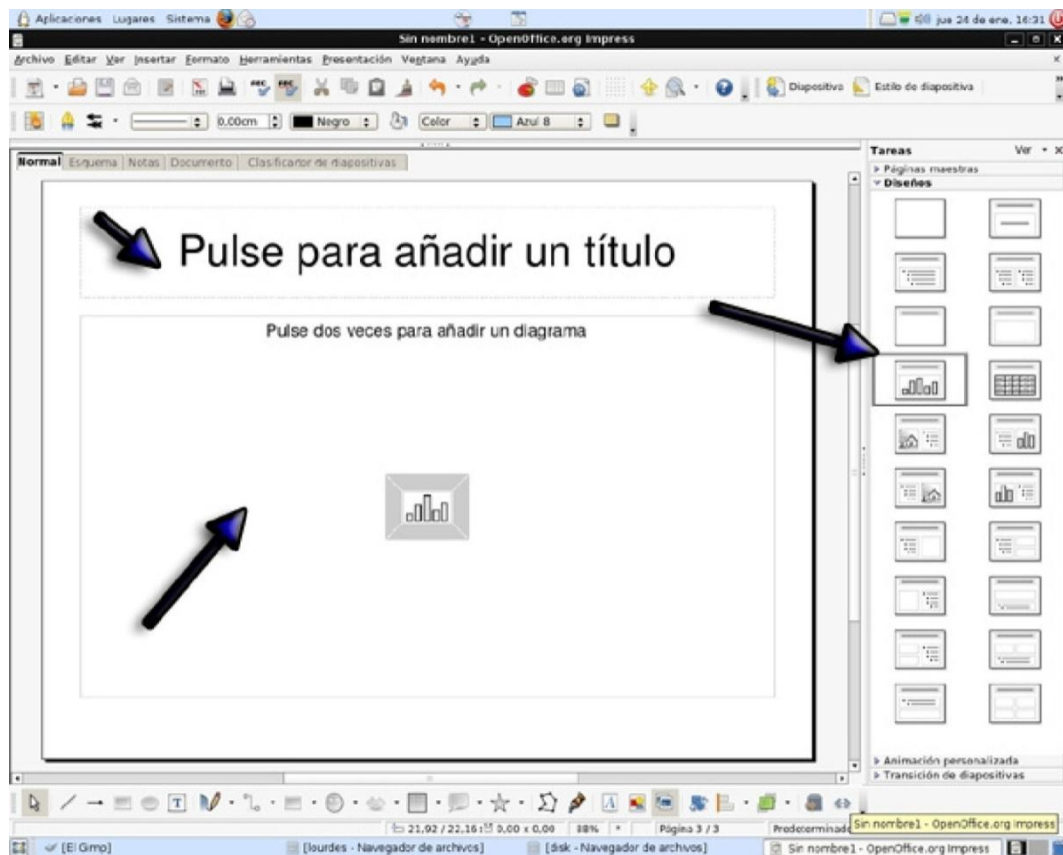 Aplicaciones Lugares Sistema jue 24 de ene, 16:31
Sin nombre1 - OpenOffice.org Impress
Archivo Editar Ver Insertar Formato Herramientas Presentación Ventana Ayuda
Diapositiva Estilo de diapositiva
0,00cm Negro Color Azul 8
Normal Esquema Notas Documento Clasificador de diapositivas
Tareas Ver
Páginas maestras
Diseños
Pulse para añadir un título
Pulse dos veces para añadir un diagrama
Animación personalizada
Transición de diapositivas
21,92 / 22,16 0,00 x 0,00 88% * Página 3 / 3 Predeterminado
Sin nombre1 - OpenOffice.org Impress
[El Gimp] [lourdes - Navegador de archivos] [disk - Navegador de archivos] Sin nombre1 - OpenOffice.org Impress